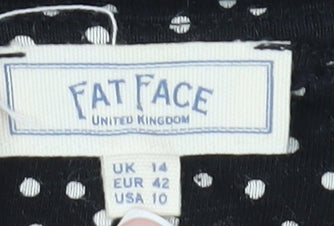 FAT FACE
UNITED KINGDOM
UK 14
EUR 42
USA 10